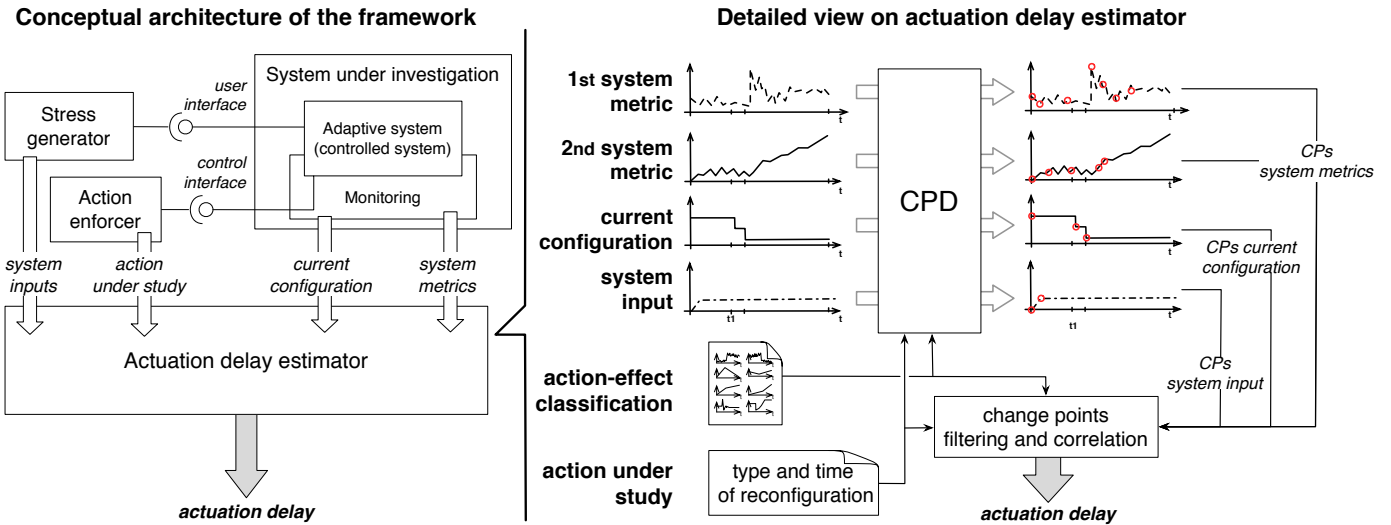 Conceptual architecture of the framework
System under investigation
user
interface
Stress
generator
Adaptive system
(controlled system)
control
interface
Monitoring
Action
enforcer
system
inputs
action
under study
current
configuration
system
metrics
Actuation delay estimator
actuation delay
Detailed view on actuation delay estimator
1st system
metric
t
t
2nd system
metric
t
t
CPD
CPs
system metrics
current
configuration
t
t
CPs current
configuration
system
input
t1
t
t1
t
CPs
system input
action-effect
classification
change points
filtering and correlation
action under
study
type and time
of reconfiguration
actuation delay